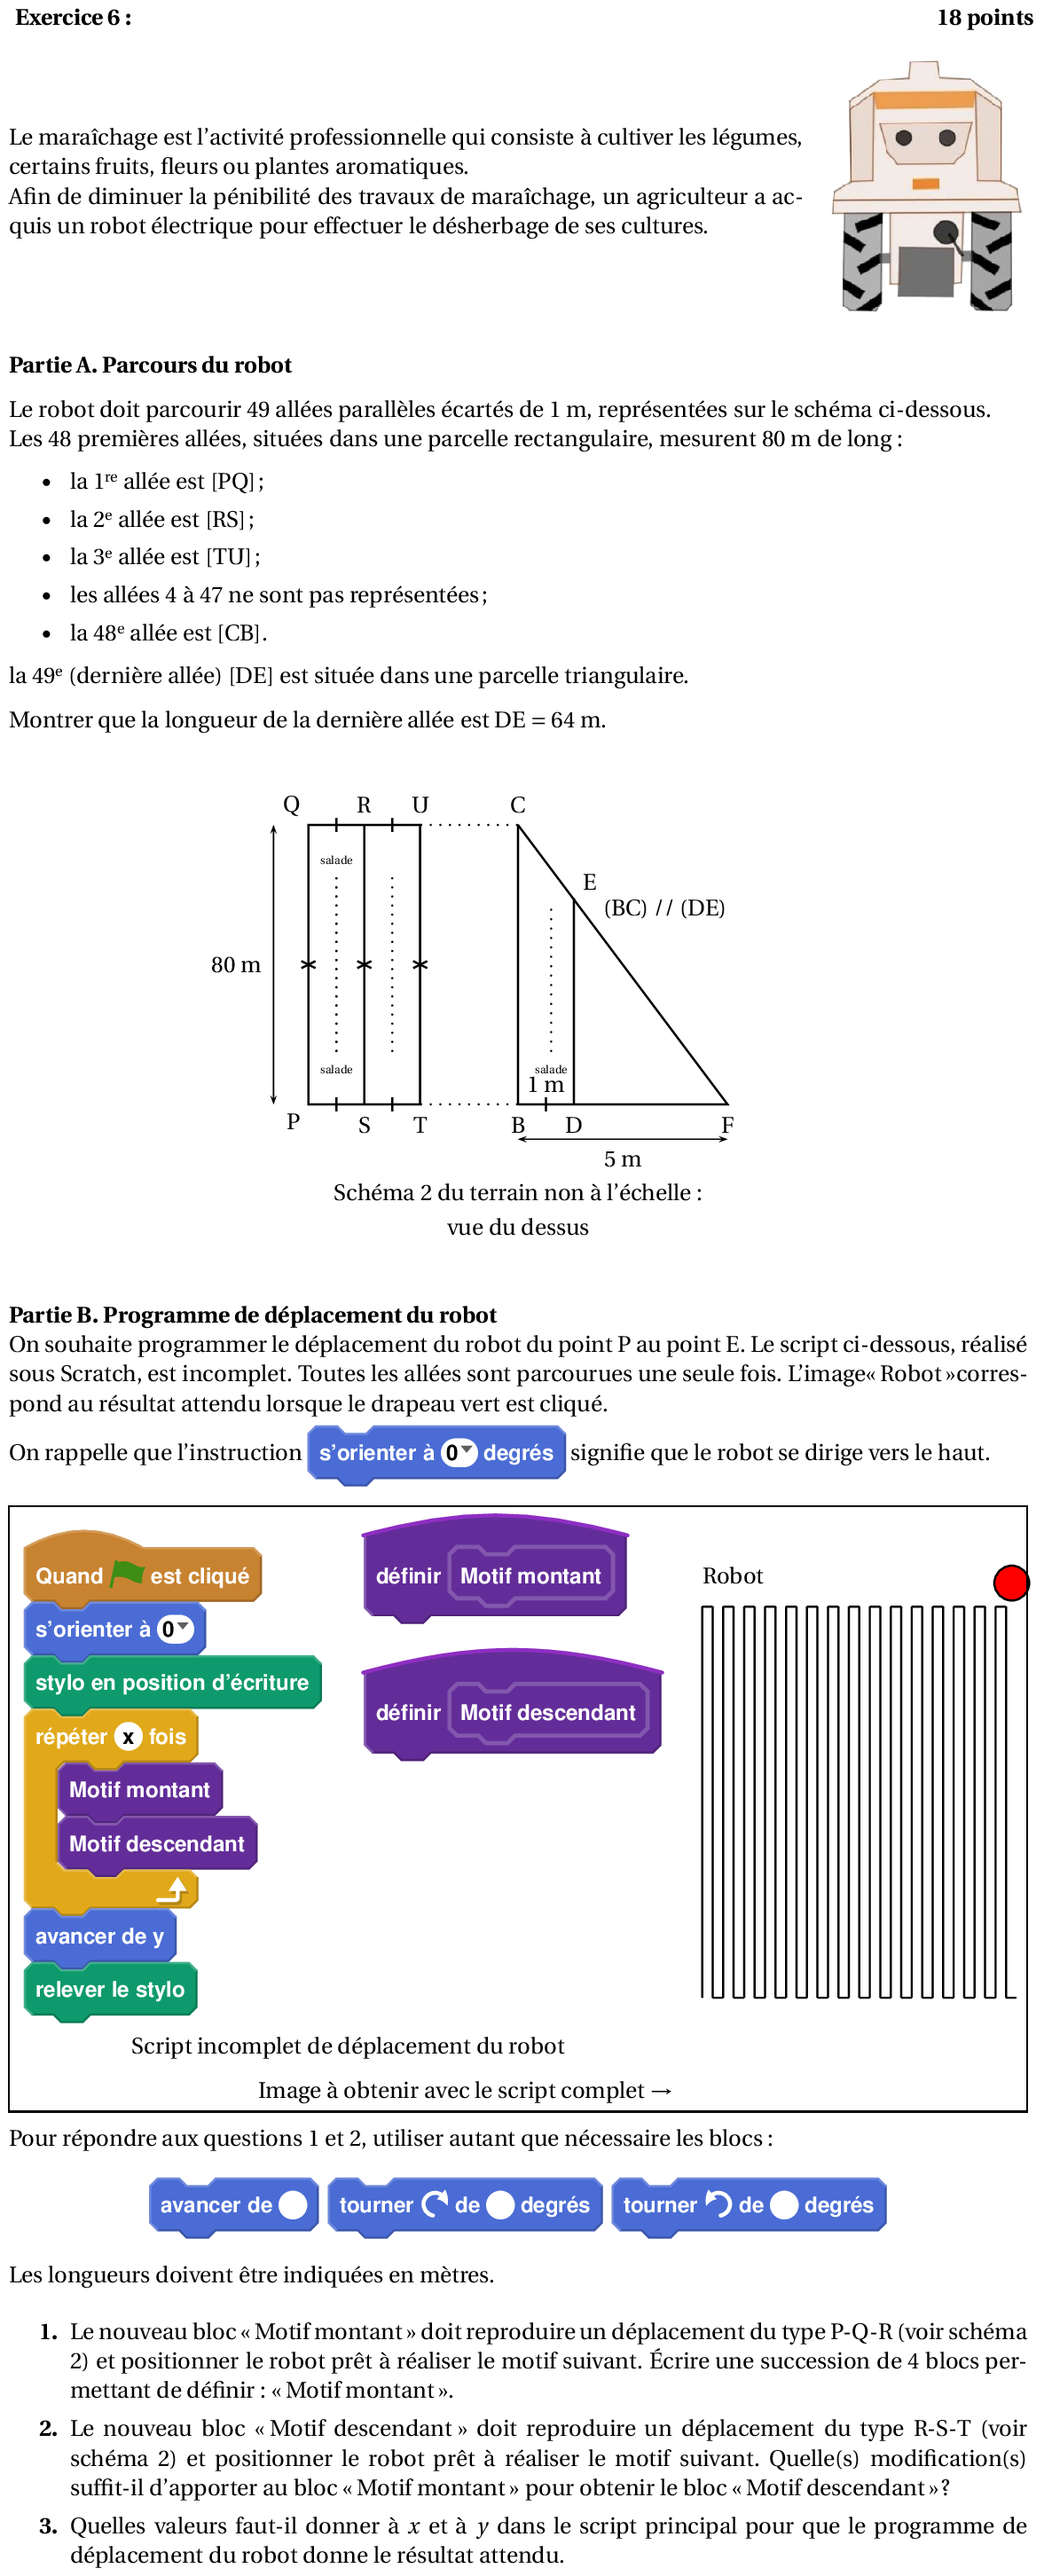 Exercice 6 : 18 points
Le maraîchage est l'activité professionnelle qui consiste à cultiver les légumes,
certains fruits, fleurs ou plantes aromatiques.
Afin de diminuer la pénibilité des travaux de maraîchage, un agriculteur a ac-
quis un robot électrique pour effectuer le désherbage de ses cultures.
Partie A. Parcours du robot
Le robot doit parcourir 49 allées parallèles écartés de 1 m, représentées sur le schéma ci-dessous.
Les 48 premières allées, situées dans une parcelle rectangulaire, mesurent 80 m de long :
• la 1re allée est [PQ] ;
• la 2e allée est [RS] ;
• la 3e allée est [TU] ;
• les allées 4 à 47 ne sont pas représentées ;
• la 48e allée est [CB].
la 49e (dernière allée) [DE] est située dans une parcelle triangulaire.
Montrer que la longueur de la dernière allée est DE = 64 m.
Q R U C
salade
E
(BC) // (DE)
80 m
salade salade
1 m
P S T B D F
5 m
Schéma 2 du terrain non à l'échelle :
vue du dessus
Partie B. Programme de déplacement du robot
On souhaite programmer le déplacement du robot du point P au point E. Le script ci-dessous, réalisé
sous Scratch, est incomplet. Toutes les allées sont parcourues une seule fois. L'image« Robot »corres-
pond au résultat attendu lorsque le drapeau vert est cliqué.
On rappelle que l'instruction s'orienter à 0 degrés signifie que le robot se dirige vers le haut.
Quand est cliqué
s'orienter à 0
stylo en position d'écriture
répéter x fois
Motif montant
Motif descendant
avancer de y
relever le stylo
définir Motif montant
définir Motif descendant
Robot
Script incomplet de déplacement du robot
Image à obtenir avec le script complet →
Pour répondre aux questions 1 et 2, utiliser autant que nécessaire les blocs :
avancer de tourner de degrés tourner de degrés
Les longueurs doivent être indiquées en mètres.
1. Le nouveau bloc « Motif montant » doit reproduire un déplacement du type P-Q-R (voir schéma
2) et positionner le robot prêt à réaliser le motif suivant. Écrire une succession de 4 blocs per-
mettant de définir : « Motif montant ».
2. Le nouveau bloc « Motif descendant » doit reproduire un déplacement du type R-S-T (voir
schéma 2) et positionner le robot prêt à réaliser le motif suivant. Quelle(s) modification(s)
suffit-il d'apporter au bloc « Motif montant » pour obtenir le bloc « Motif descendant » ?
3. Quelles valeurs faut-il donner à x et à y dans le script principal pour que le programme de
déplacement du robot donne le résultat attendu.